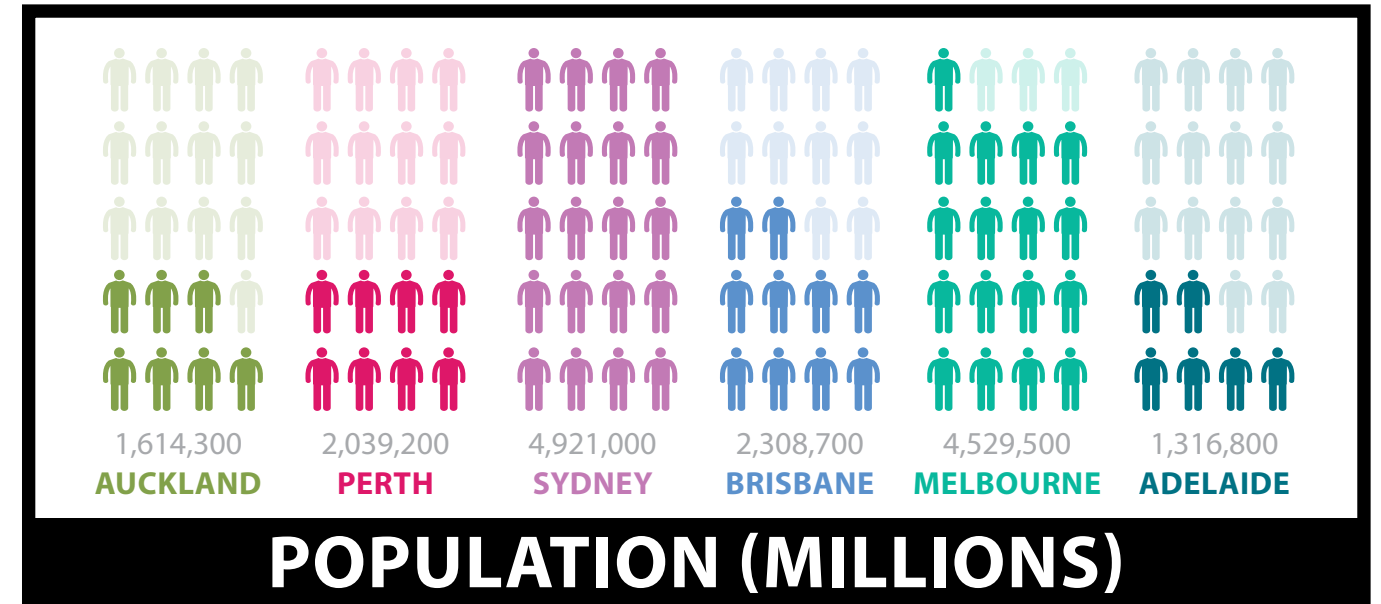 1,614,300 2,039,200 4,921,000 2,308,700 4,529,500 1,316,800
AUCKLAND PERTH SYDNEY BRISBANE MELBOURNE ADELAIDE
POPULATION (MILLIONS)